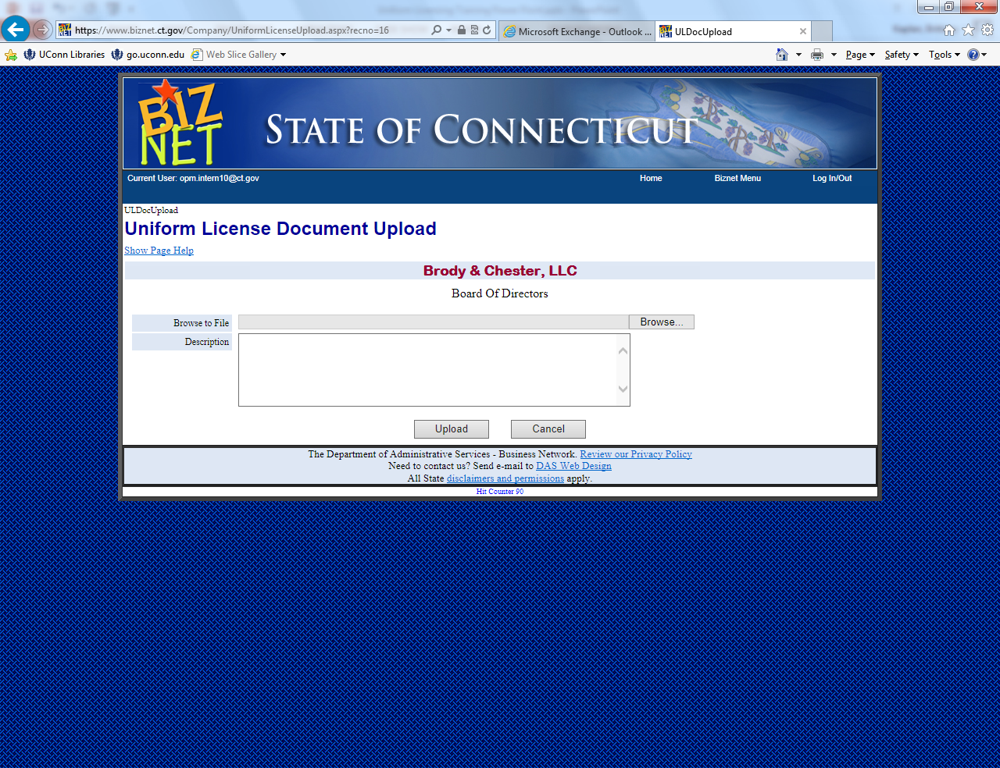 https://www.biznet.ct.gov/Company/UniformLicenseUpload.aspx?recno=16
Microsoft Exchange - Outlook ...
ULDocUpload
UConn Libraries
go.uconn.edu
Web Slice Gallery
Page
Safety
Tools
BIZ
NET
STATE OF CONNECTICUT
Current User: opm.intern10@ct.gov
Home
Biznet Menu
Log In/Out
ULDocUpload
Uniform License Document Upload
Show Page Help
Brody & Chester, LLC
Board Of Directors
Browse to File
Browse...
Description
Upload
Cancel
The Department of Administrative Services - Business Network. Review our Privacy Policy
Need to contact us? Send e-mail to DAS Web Design
All State disclaimers and permissions apply.
Hit Counter 90